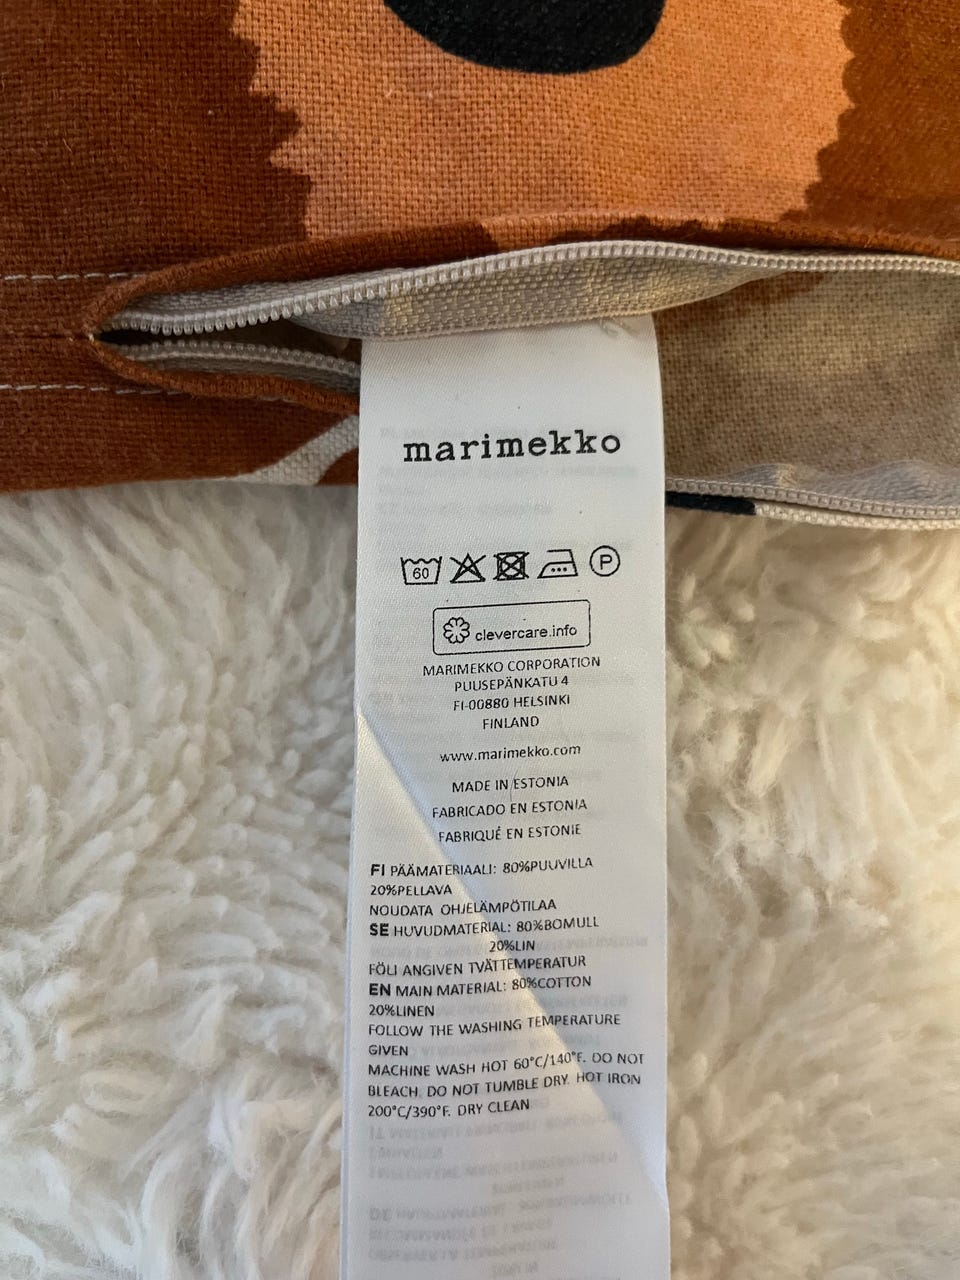 marimekko
60 P
clevercare.info
MARIMEKKO CORPORATION
PUUSEPÄNKATU 4
FI-00880 HELSINKI
FINLAND
www.marimekko.com
MADE IN ESTONIA
FABRICADO EN ESTONIA
FABRIQUÉ EN ESTONIE
FI PÄÄMATERIAALI: 80%PUUVILLA
20%PELLAVA
NOUDATA OHJELÄMPÖTILAA
SE HUVUDMATERIAL: 80%BOMULL
20%LIN
FÖLI ANGIVEN TVÄTTEMPERATUR
EN MAIN MATERIAL: 80%COTTON
20%LINEN
FOLLOW THE WASHING TEMPERATURE
GIVEN
MACHINE WASH HOT 60°C/140°F. DO NOT
BLEACH. DO NOT TUMBLE DRY. HOT IRON
200°C/390°F. DRY CLEAN